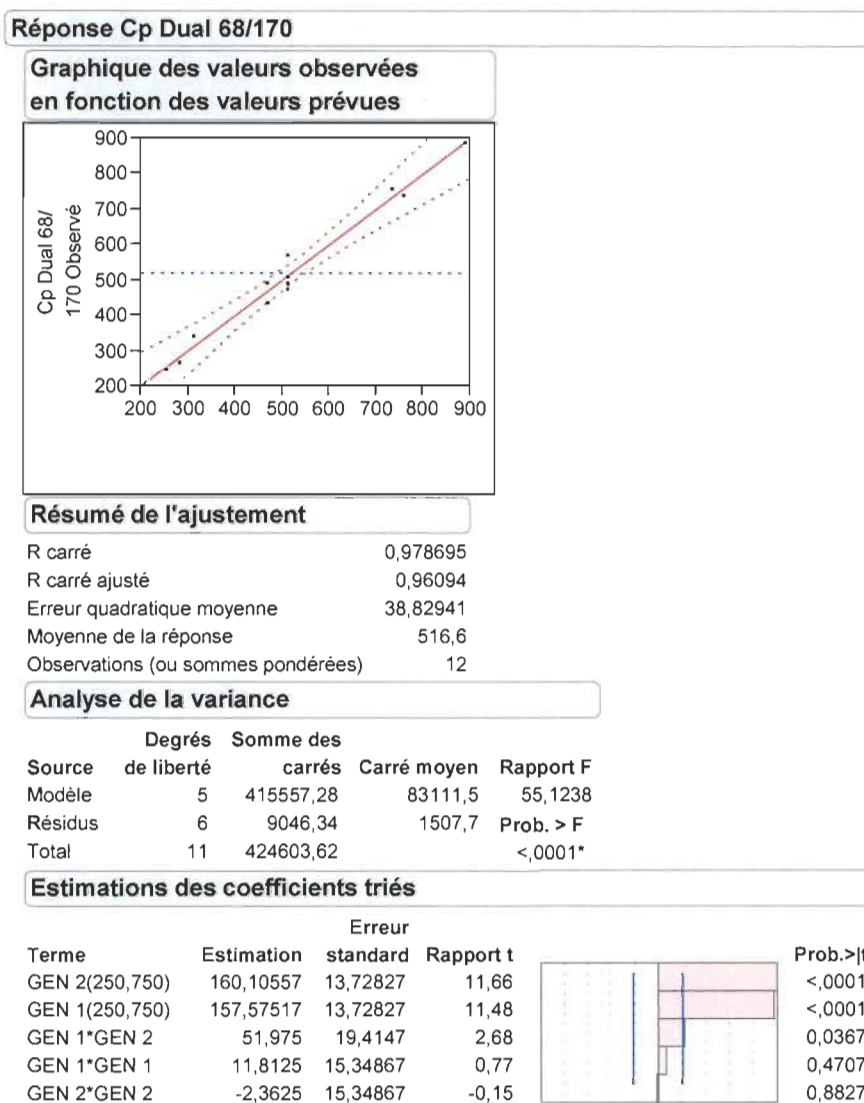 Réponse Cp Dual 68/170
Graphique des valeurs observées
en fonction des valeurs prévues
Cp Dual 68/
170 Observé
900
800
700
600
500
400
300
200
200 300 400 500 600 700 800 900
Résumé de l'ajustement
R carré 0,978695
R carré ajusté 0,96094
Erreur quadratique moyenne 38,82941
Moyenne de la réponse 516,6
Observations (ou sommes pondérées) 12
Analyse de la variance
Degrés Somme des
Source de liberté carrés Carré moyen Rapport F
Modèle 5 415557,28 83111,5 55,1238
Résidus 6 9046,34 1507,7 Prob. > F
Total 11 424603,62 <,0001*
Estimations des coefficients triés
Erreur
Terme Estimation standard Rapport t Prob.>|t
GEN 2(250,750) 160,10557 13,72827 11,66 <,0001
GEN 1(250,750) 157,57517 13,72827 11,48 <,0001
GEN 1*GEN 2 51,975 19,4147 2,68 0,0367
GEN 1*GEN 1 11,8125 15,34867 0,77 0,4707
GEN 2*GEN 2 -2,3625 15,34867 -0,15 0,8827